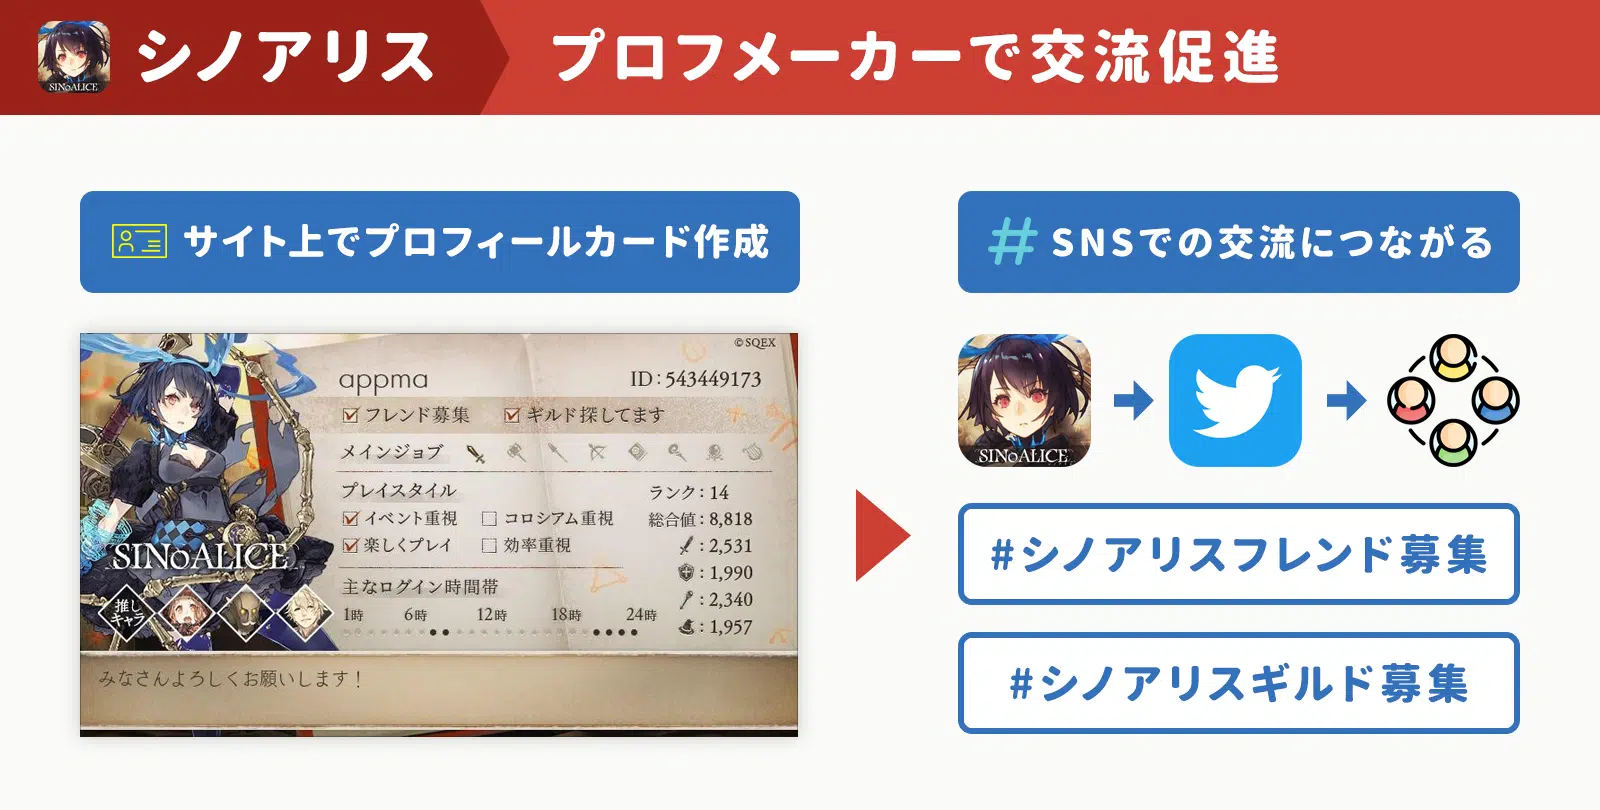 SINoALICE
シノアリス
プロフメーカーで交流促進
サイト上でプロフィールカード作成
©SQEX
appma
ID：543449173
フレンド募集 ギルド探してます
メインジョブ
プレイスタイル
イベント重視 コロシアム重視
楽しくプレイ 効率重視
主なログイン時間帯
1時 6時 12時 18時 24時
ランク：14
総合値：8,818
：2,531
：1,990
：2,340
：1,957
SINoALICE
推し
キャラ
みなさんよろしくお願いします！
#SNSでの交流につながる
SINoALICE
#シノアリスフレンド募集
#シノアリスギルド募集